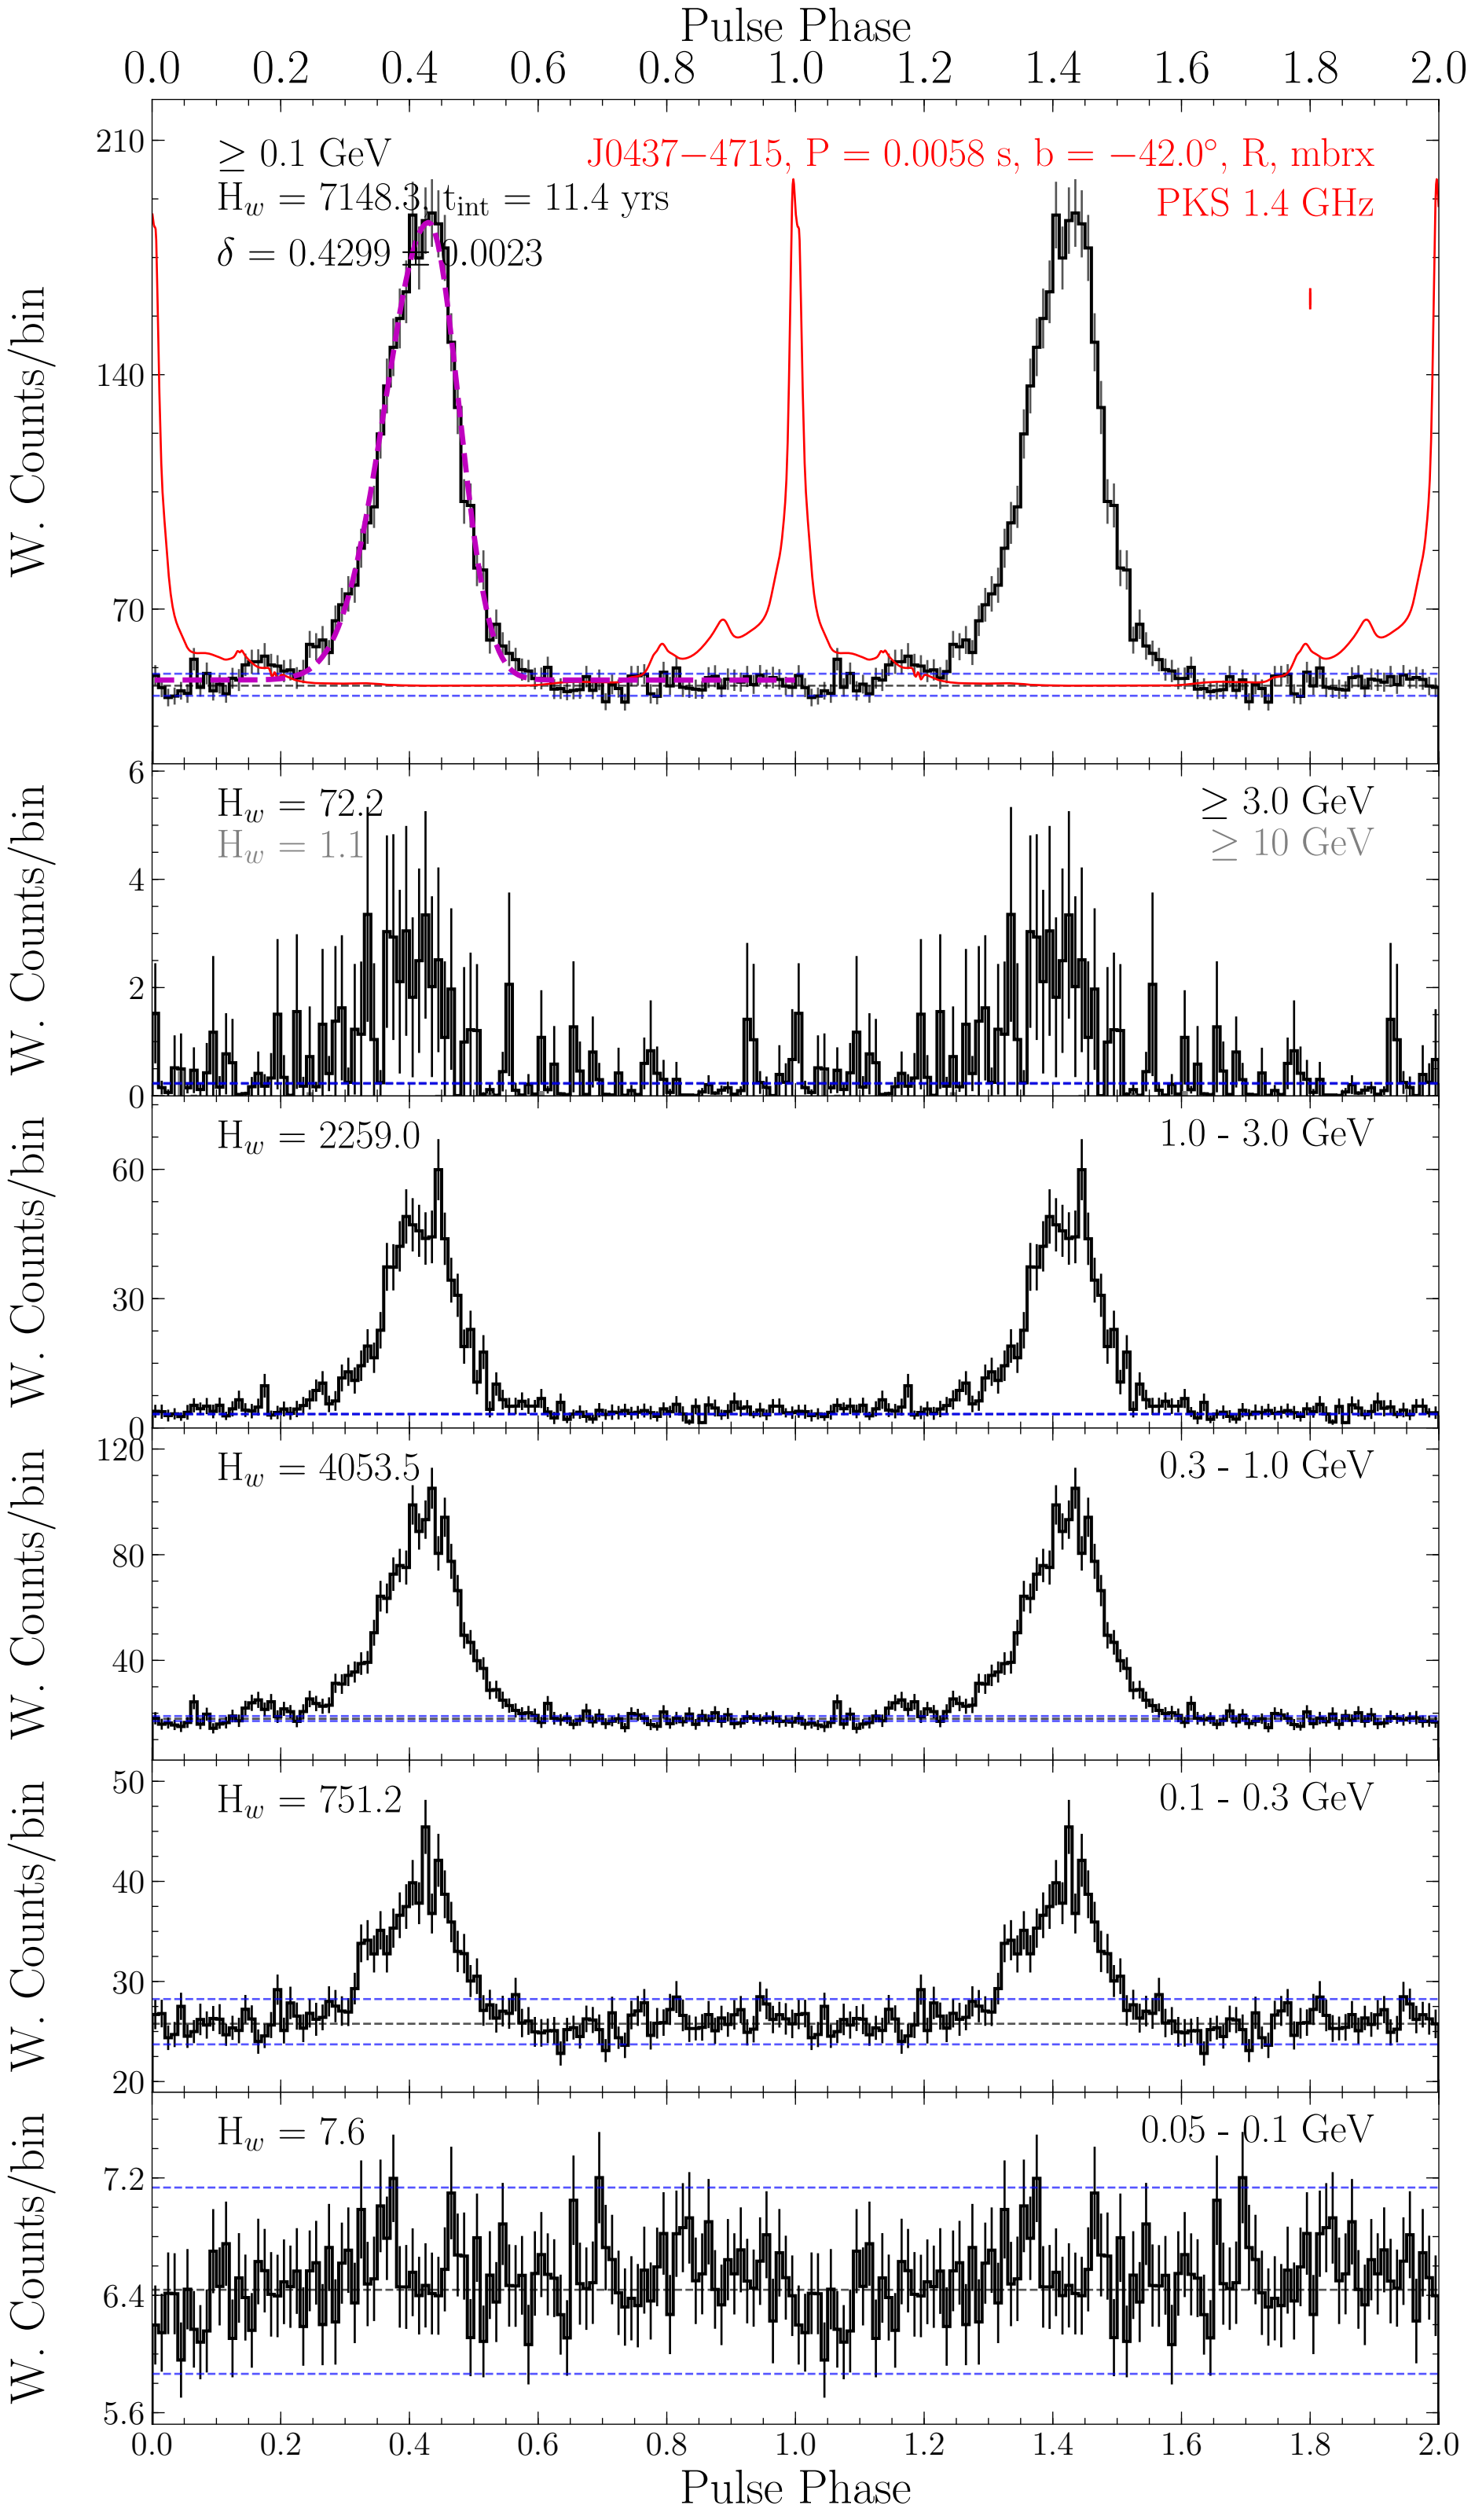 Pulse Phase
0.0 0.2 0.4 0.6 0.8 1.0 1.2 1.4 1.6 1.8 2.0
≥ 0.1 GeV
J0437−4715, P = 0.0058 s, b = −42.0°, R, mbrx
H_w = 7148.3, t_int = 11.4 yrs
PKS 1.4 GHz
δ = 0.4299 ± 0.0023
W. Counts/bin
210
140
70
H_w = 72.2
≥ 3.0 GeV
H_w = 1.1
≥ 10 GeV
W. Counts/bin
6
4
2
0
H_w = 2259.0
1.0 - 3.0 GeV
W. Counts/bin
60
30
0
H_w = 4053.5
0.3 - 1.0 GeV
W. Counts/bin
120
80
40
H_w = 751.2
0.1 - 0.3 GeV
W. Counts/bin
50
40
30
20
H_w = 7.6
0.05 - 0.1 GeV
W. Counts/bin
7.2
6.4
5.6
0.0 0.2 0.4 0.6 0.8 1.0 1.2 1.4 1.6 1.8 2.0
Pulse Phase